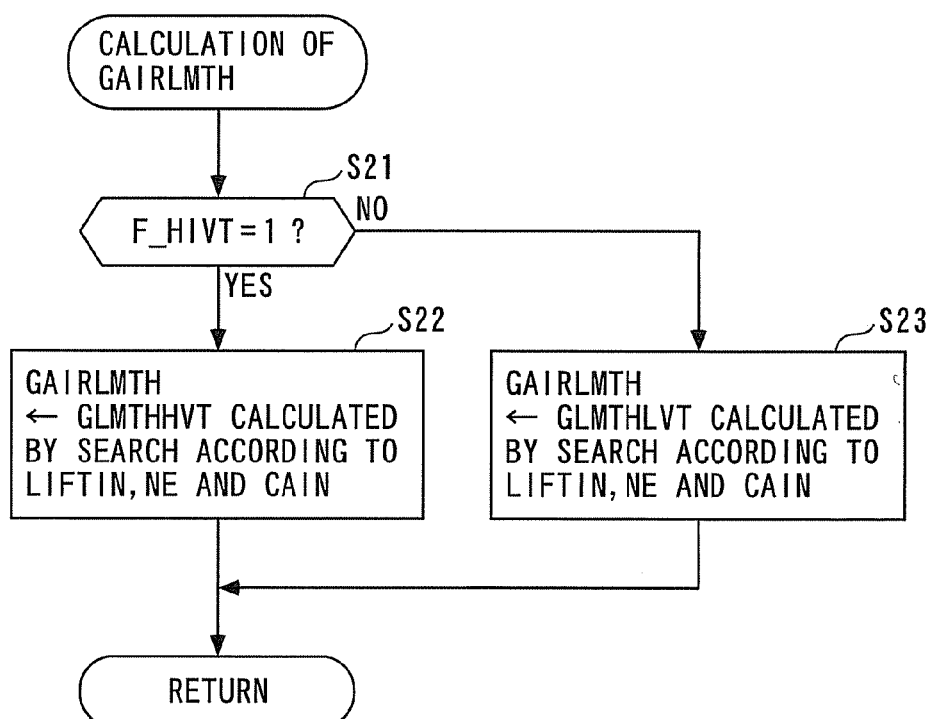 CALCULATION OF
GAIRLMTH
S21
F_HIVT=1 ?
NO
YES
S22
GAIRLMTH
← GLMTHHVT CALCULATED
BY SEARCH ACCORDING TO
LIFTIN,NE AND CAIN
S23
GAIRLMTH
← GLMTHLVT CALCULATED
BY SEARCH ACCORDING TO
LIFTIN,NE AND CAIN
RETURN